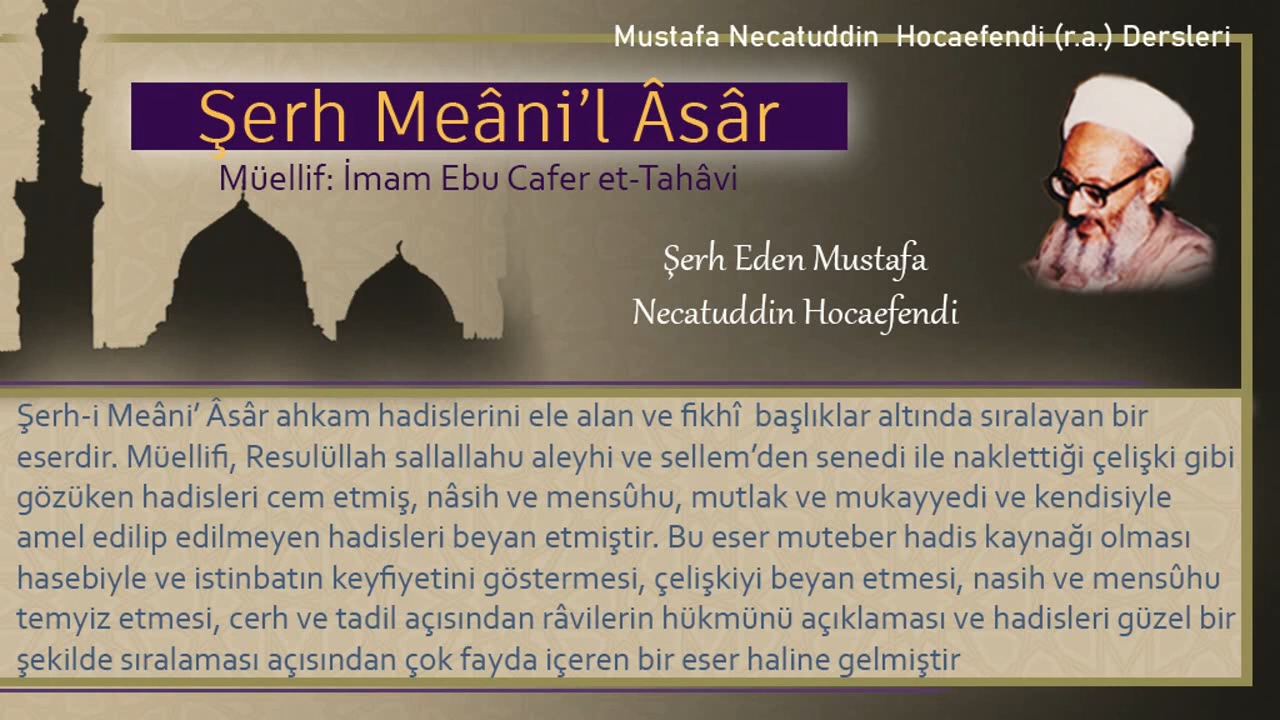 Mustafa Necatuddin Hocaefendi (r.a.) Dersleri
Şerh Meâni’l Âsâr
Müellif: İmam Ebu Cafer et-Tahâvi
Şerh Eden Mustafa
Necatuddin Hocaefendi
Şerh-i Meâni’ Âsâr ahkam hadislerini ele alan ve fıkhî başlıklar altında sıralayan bir
eserdir. Müellifi, Resulüllah sallallahu aleyhi ve sellem’den senedi ile naklettiği çelişki gibi
gözüken hadisleri cem etmiş, nâsih ve mensûhu, mutlak ve mukayyedi ve kendisiyle
amel edilip edilmeyen hadisleri beyan etmiştir. Bu eser muteber hadis kaynağı olması
hasebiyle ve istinbatın keyfiyetini göstermesi, çelişkiyi beyan etmesi, nasih ve mensûhu
temyiz etmesi, cerh ve tadil açısından râvilerin hükmünü açıklaması ve hadisleri güzel bir
şekilde sıralaması açısından çok fayda içeren bir eser haline gelmiştir